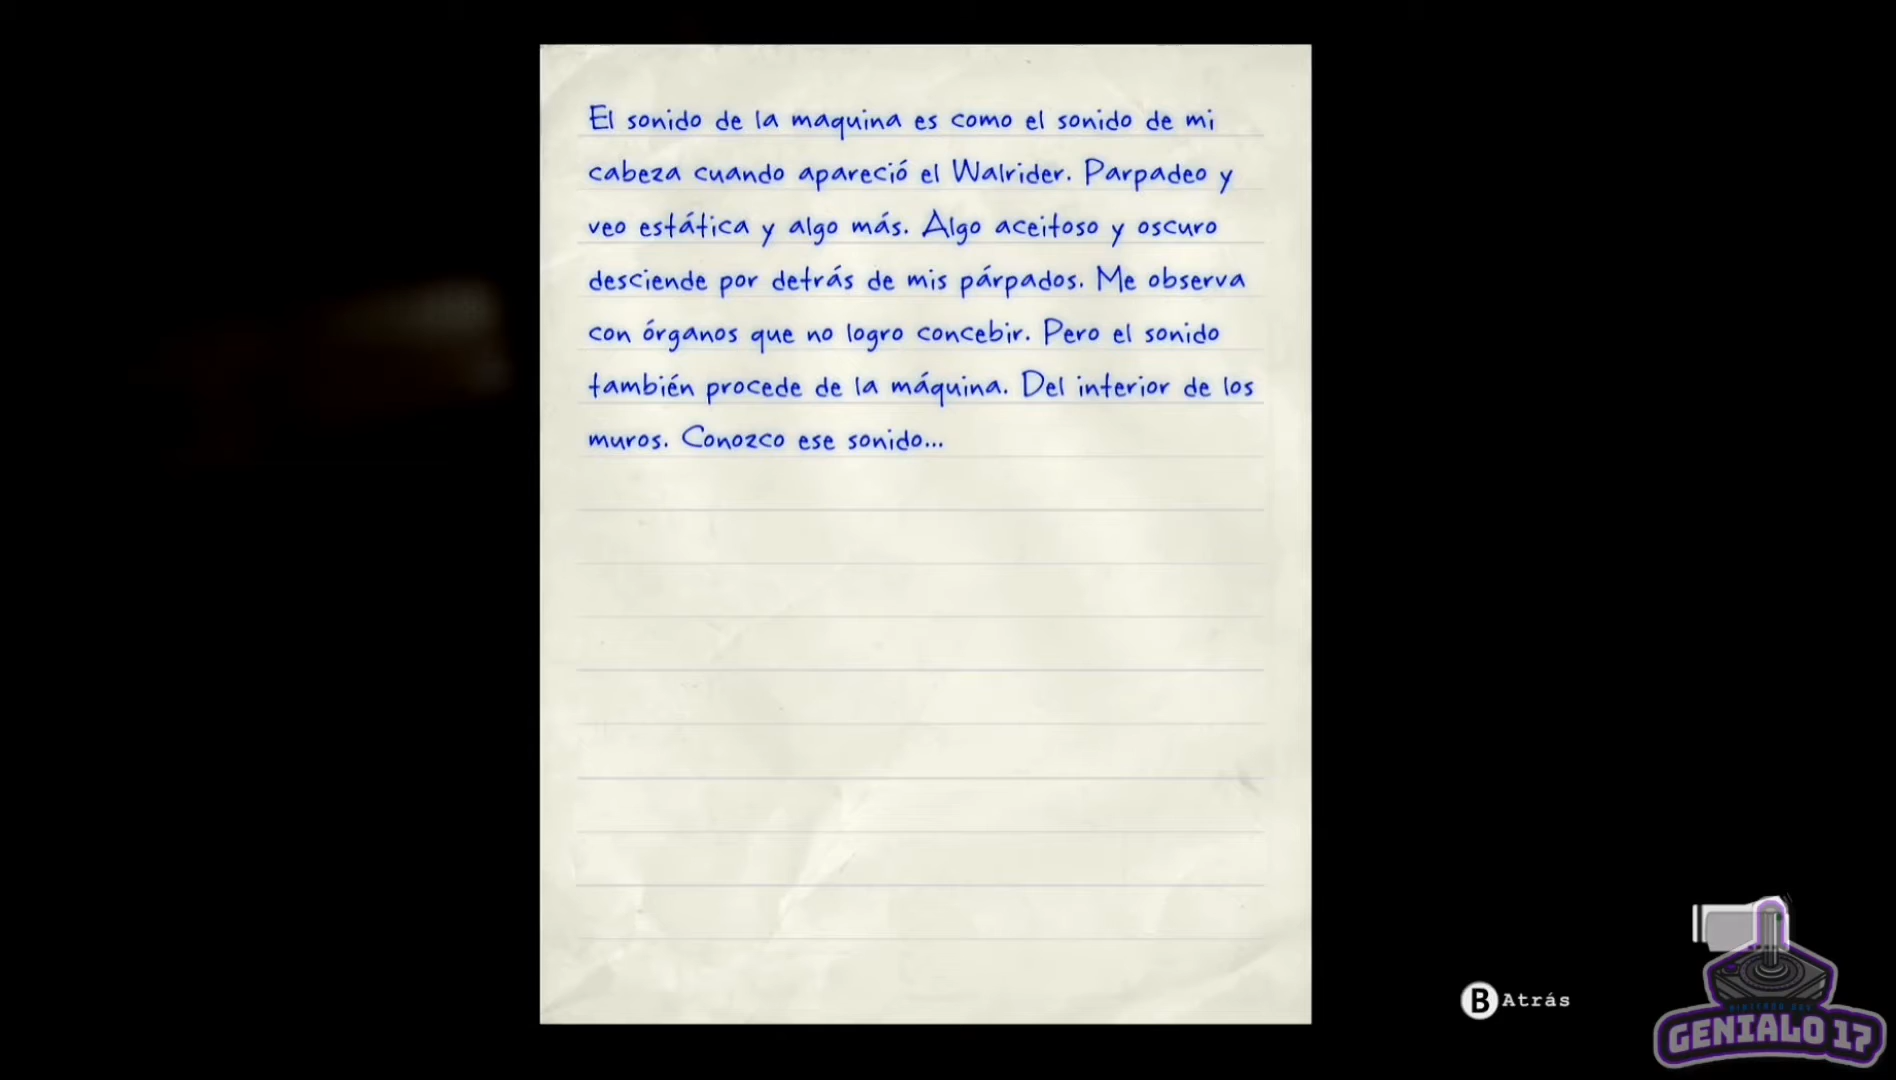 El sonido de la maquina es como el sonido de mi
cabeza cuando apareció el Walrider. Parpadeo y
veo estática y algo más. Algo aceitoso y oscuro
desciende por detrás de mis párpados. Me observa
con órganos que no logro concebir. Pero el sonido
también procede de la máquina. Del interior de los
muros. Conozco ese sonido...
B Atrás
GENIALO 17